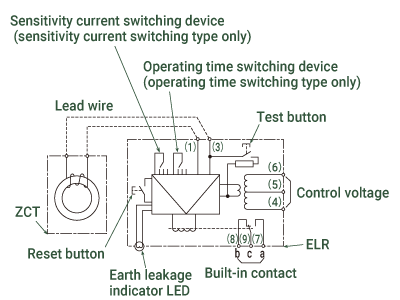 Sensitivity current switching device
(sensitivity current switching type only)
Operating time switching device
(operating time switching type only)
Lead wire
Test button
(1)
(3)
(6)
(5)
(4)
Control voltage
ZCT
Reset button
(8)
(9)
(7)
b
c
a
ELR
Earth leakage
indicator LED
Built-in contact